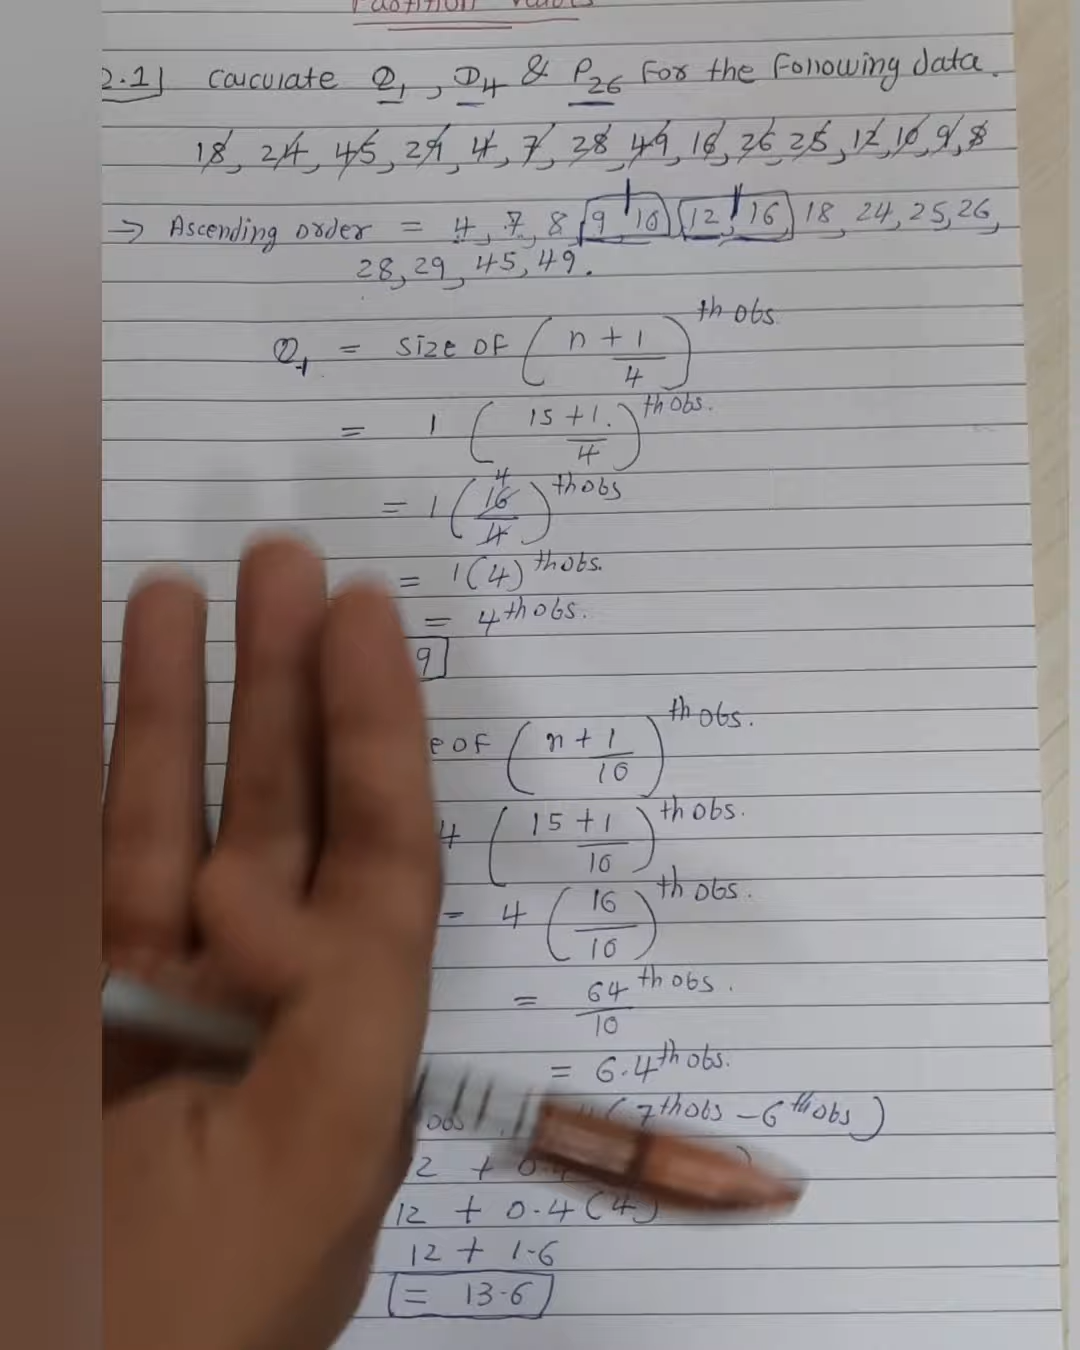 Q.1] Calculate Q1, D4 & P26 For the Following data.
18, 24, 45, 29, 4, 7, 28, 49, 16, 26, 25, 12, 10, 9, 8
→ Ascending order = 4, 7, 8, 9, 10, 12, 16, 18, 24, 25, 26,
28, 29, 45, 49.
Q1 = Size OF (n + 1/4)th obs.
= 1 (15 + 1/4)th obs.
= 1 (16/4)th obs 4
= 1(4)th obs.
= 4th obs.
9
OF (n + 1/10)th obs.
4 (15 + 1/10)th obs.
= 4 (16/10)th obs.
= 64/10 th obs.
= 6.4th obs.
obs (7th obs – 6th obs)
12 + 0.4
12 + 0.4 (4)
12 + 1.6
= 13.6